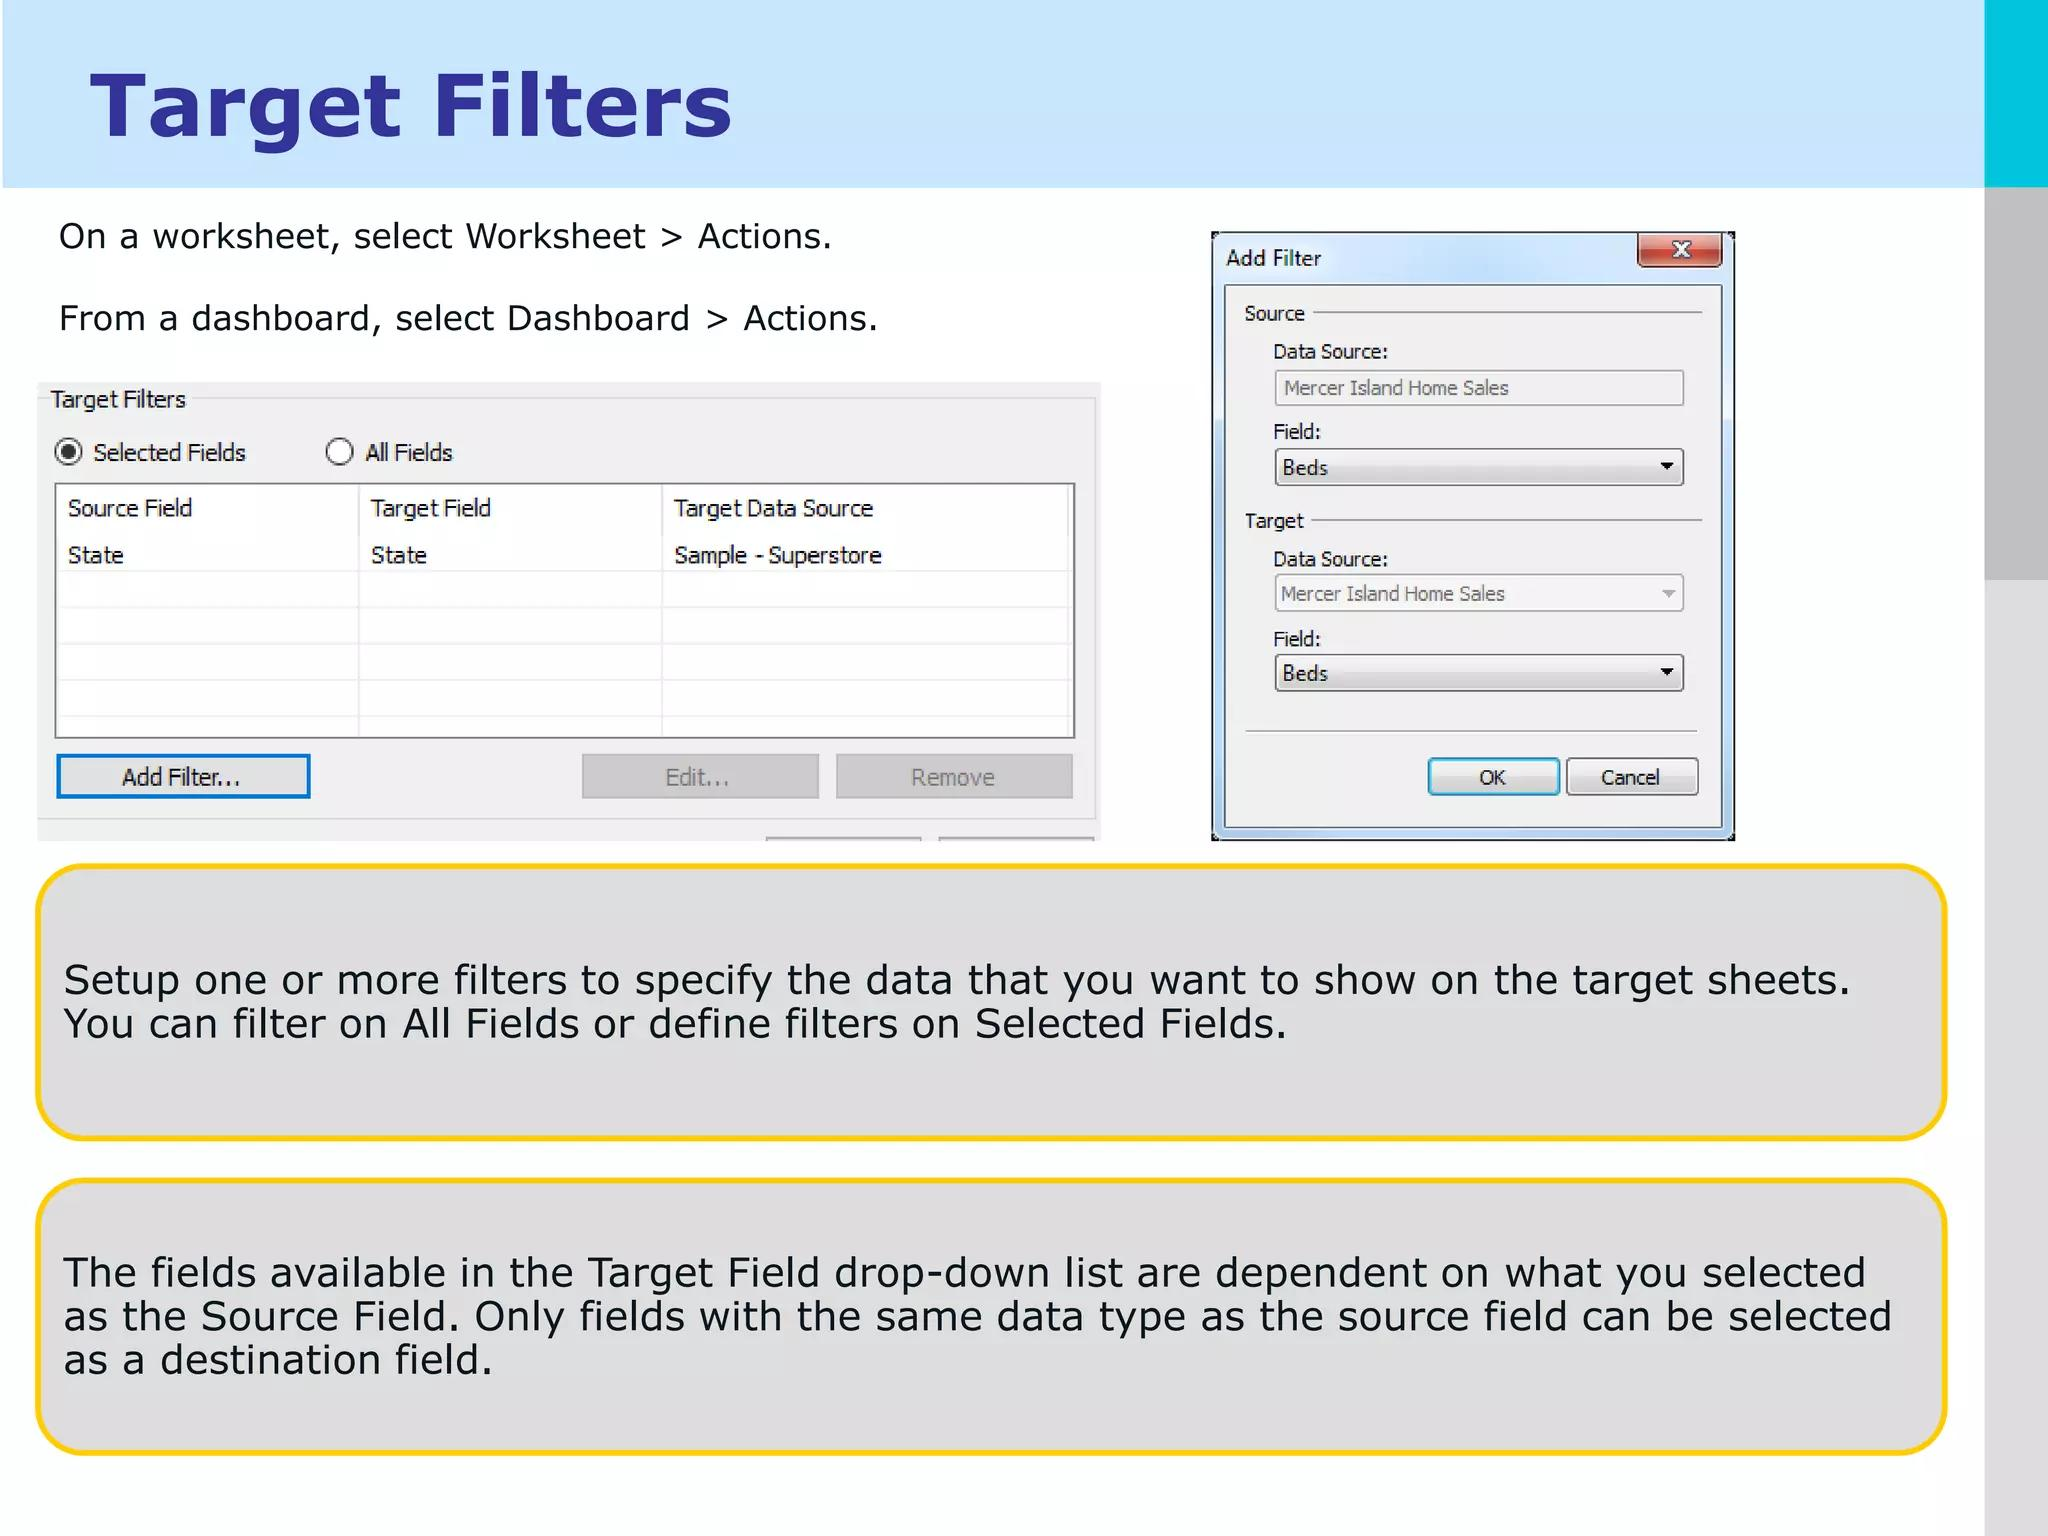 Target Filters
On a worksheet, select Worksheet > Actions.
From a dashboard, select Dashboard > Actions.
Target Filters
Selected Fields All Fields
Source Field Target Field Target Data Source
State State Sample - Superstore
Add Filter... Edit... Remove
Add Filter
Source
Data Source:
Mercer Island Home Sales
Field:
Beds
Target
Data Source:
Mercer Island Home Sales
Field:
Beds
OK Cancel
Setup one or more filters to specify the data that you want to show on the target sheets.
You can filter on All Fields or define filters on Selected Fields.
The fields available in the Target Field drop-down list are dependent on what you selected
as the Source Field. Only fields with the same data type as the source field can be selected
as a destination field.